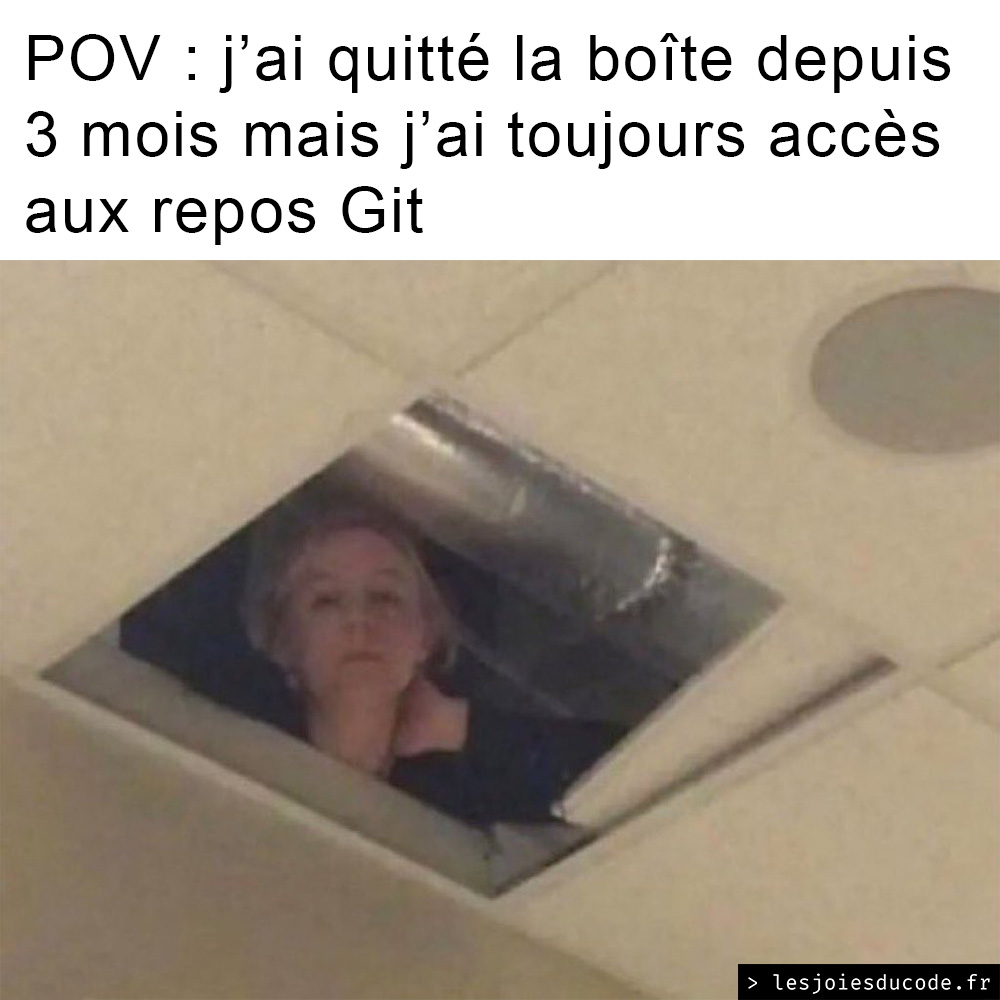 POV : j’ai quitté la boîte depuis
3 mois mais j’ai toujours accès
aux repos Git
> lesjoiesducode.fr